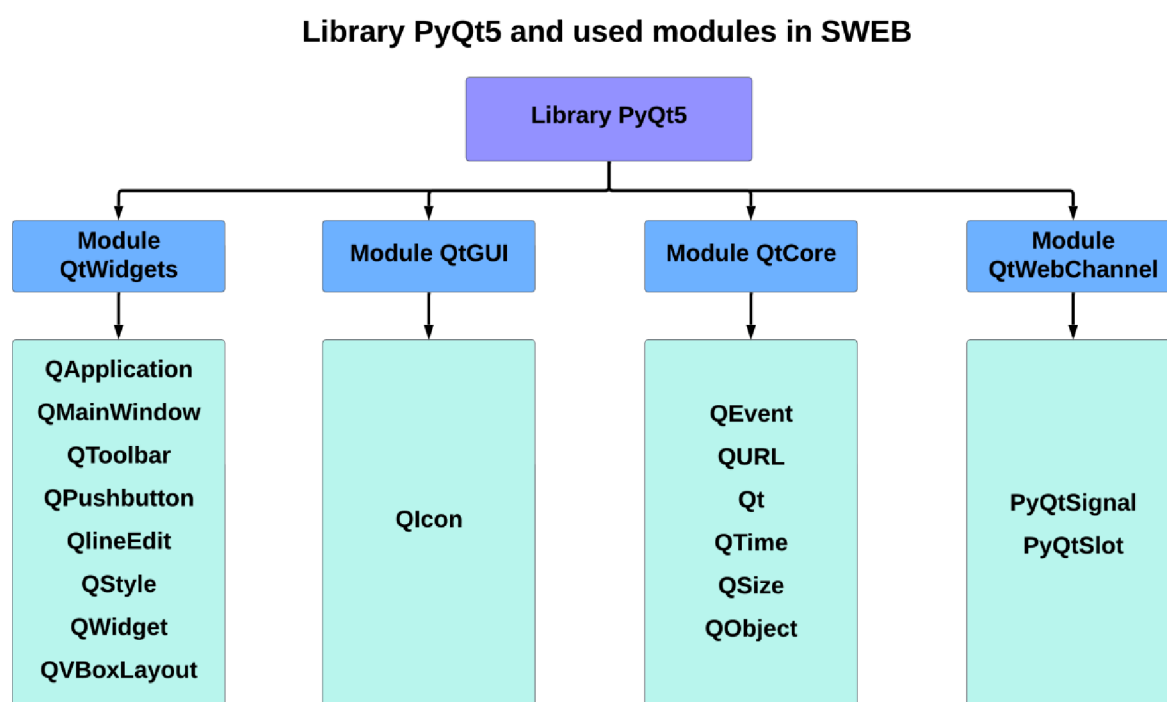 Library PyQt5 and used modules in SWEB
Library PyQt5
Module
QtWidgets
Module QtGUI
Module QtCore
Module
QtWebChannel
QApplication
QMainWindow
QToolbar
QPushbutton
QlineEdit
QStyle
QWidget
QVBoxLayout
QIcon
QEvent
QURL
Qt
QTime
QSize
QObject
PyQtSignal
PyQtSlot